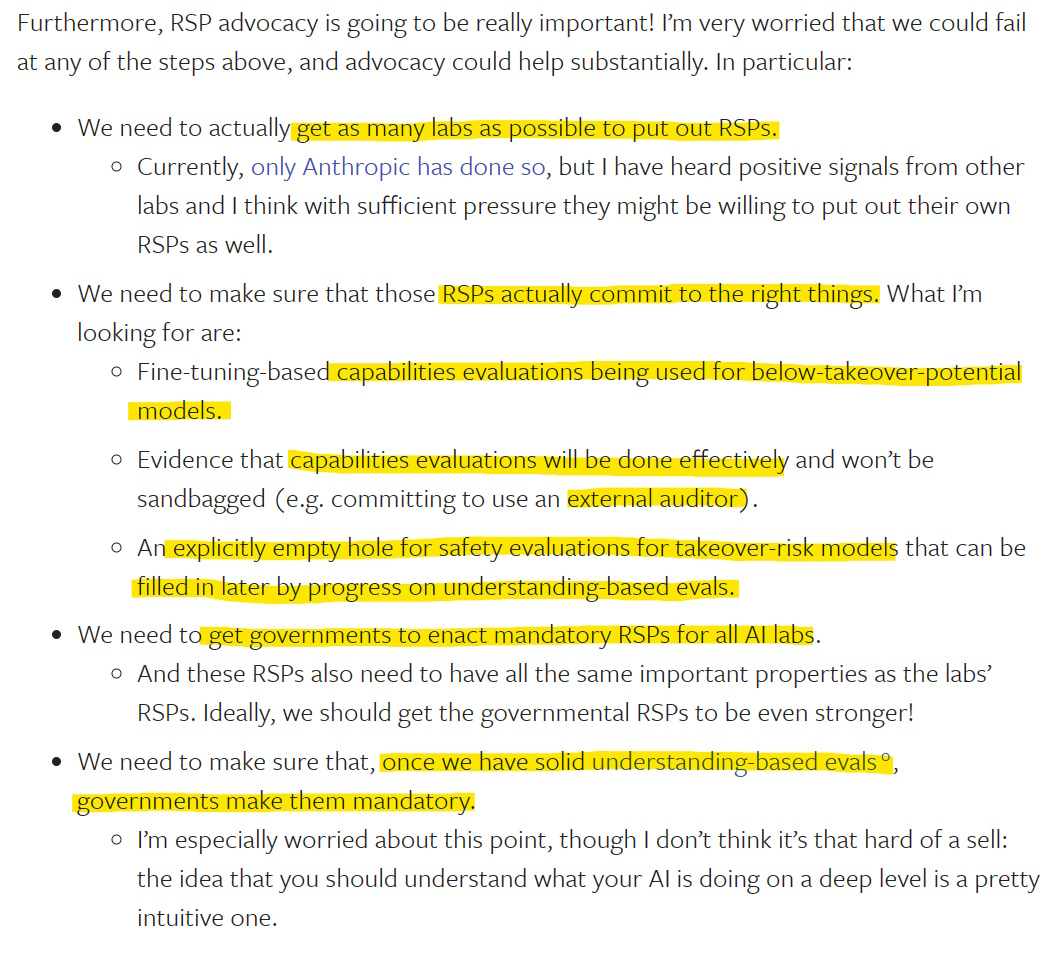 Furthermore, RSP advocacy is going to be really important! I’m very worried that we could fail
at any of the steps above, and advocacy could help substantially. In particular:
• We need to actually get as many labs as possible to put out RSPs.
◦ Currently, only Anthropic has done so, but I have heard positive signals from other
labs and I think with sufficient pressure they might be willing to put out their own
RSPs as well.
• We need to make sure that those RSPs actually commit to the right things. What I’m
looking for are:
◦ Fine-tuning-based capabilities evaluations being used for below-takeover-potential
models.
◦ Evidence that capabilities evaluations will be done effectively and won’t be
sandbagged (e.g. committing to use an external auditor).
◦ An explicitly empty hole for safety evaluations for takeover-risk models that can be
filled in later by progress on understanding-based evals.
• We need to get governments to enact mandatory RSPs for all AI labs.
◦ And these RSPs also need to have all the same important properties as the labs’
RSPs. Ideally, we should get the governmental RSPs to be even stronger!
• We need to make sure that, once we have solid understanding-based evals°,
governments make them mandatory.
◦ I’m especially worried about this point, though I don’t think it’s that hard of a sell:
the idea that you should understand what your AI is doing on a deep level is a pretty
intuitive one.